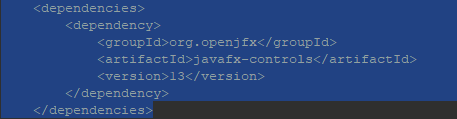 <dependencies>
<dependency>
<groupId>org.openjfx</groupId>
<artifactId>javafx-controls</artifactId>
<version>13</version>
</dependency>
</dependencies>